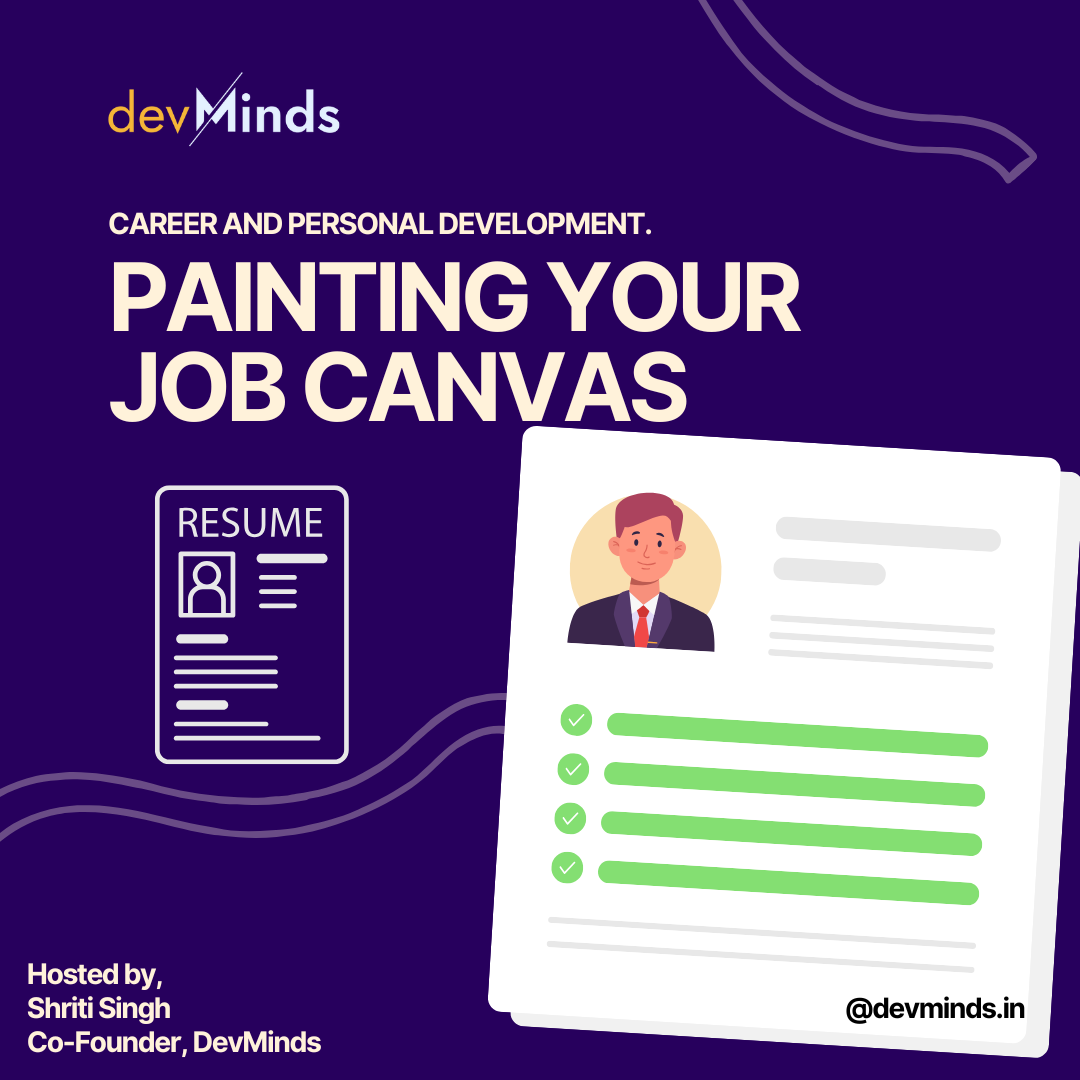 devMinds
CAREER AND PERSONAL DEVELOPMENT.
PAINTING YOUR
JOB CANVAS
RESUME
Hosted by,
Shriti Singh
Co-Founder, DevMinds
@devminds.in